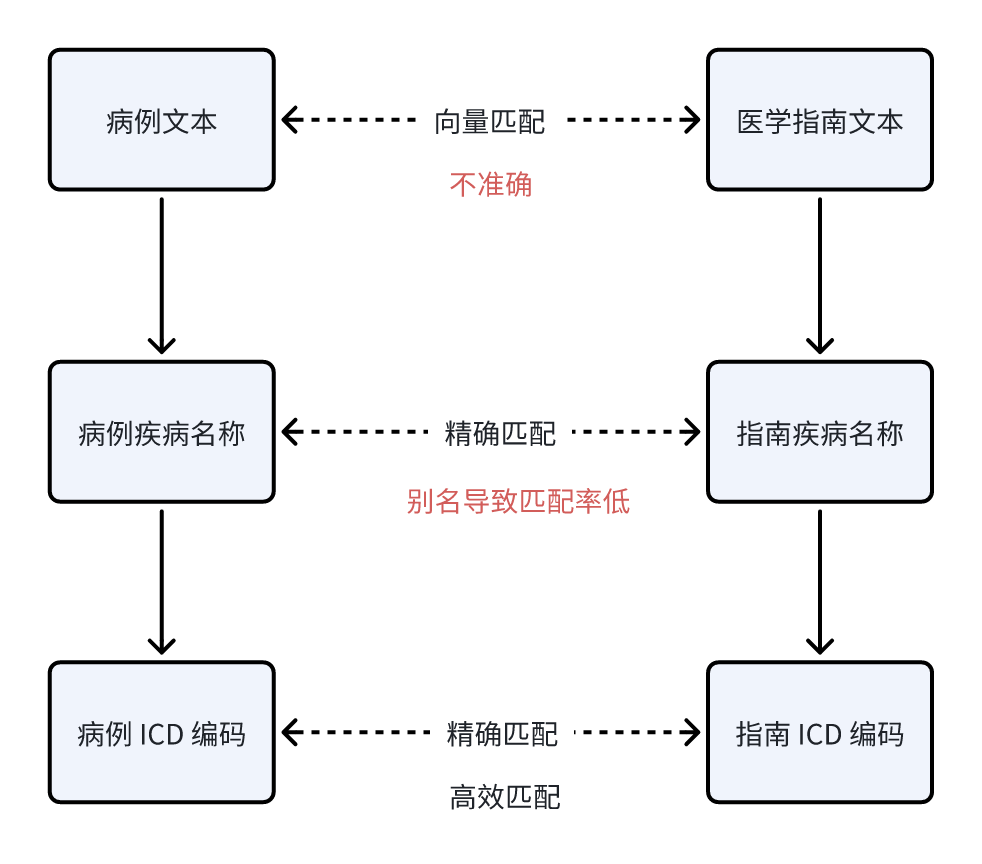 病例文本
向量匹配
医学指南文本
不准确
病例疾病名称
精确匹配
指南疾病名称
别名导致匹配率低
病例 ICD 编码
精确匹配
指南 ICD 编码
高效匹配